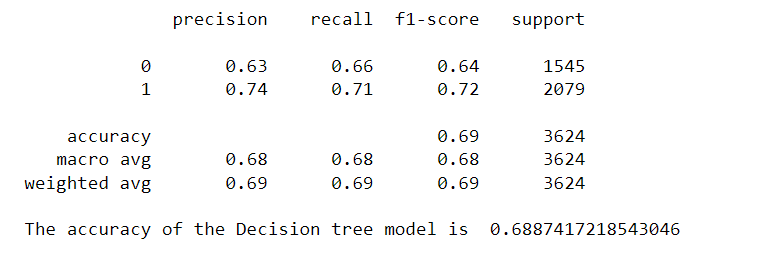 precision recall f1-score support
0 0.63 0.66 0.64 1545
1 0.74 0.71 0.72 2079
accuracy 0.69 3624
macro avg 0.68 0.68 0.68 3624
weighted avg 0.69 0.69 0.69 3624
The accuracy of the Decision tree model is 0.6887417218543046